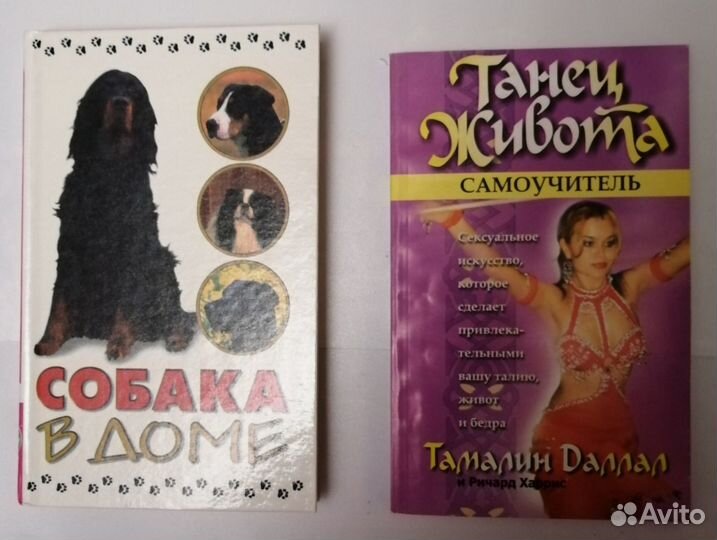 СОБАКА
В ДОМЕ
Танец
Живота
САМОУЧИТЕЛЬ
Сексуальное
искусство,
которое
сделает
привлека-
тельными
вашу талию,
живот
и бедра
Тамалин Даллал
и Ричард Харрис
Avito